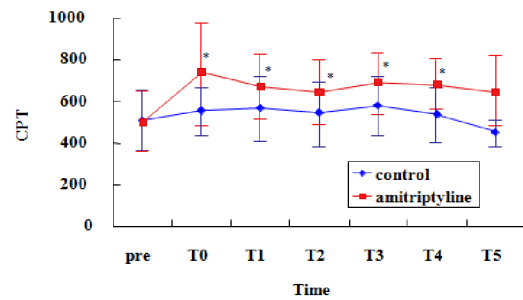 1000
800
600
400
200
0
CPT
* * * * *
control
amitriptyline
pre T0 T1 T2 T3 T4 T5
Time